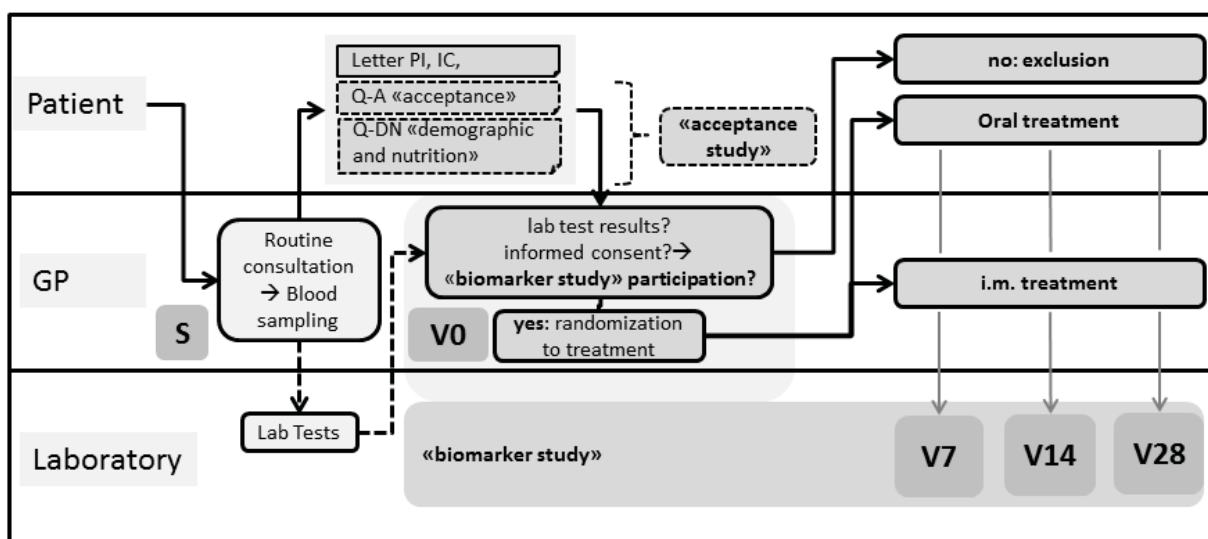 Patient
Letter PI, IC,
Q-A «acceptance»
Q-DN «demographic
and nutrition»
«acceptance
study»
no: exclusion
Oral treatment
GP
Routine
consultation
→ Blood
sampling
S
lab test results?
informed consent?→
«biomarker study» participation?
V0
yes: randomization
to treatment
i.m. treatment
Laboratory
Lab Tests
«biomarker study»
V7
V14
V28